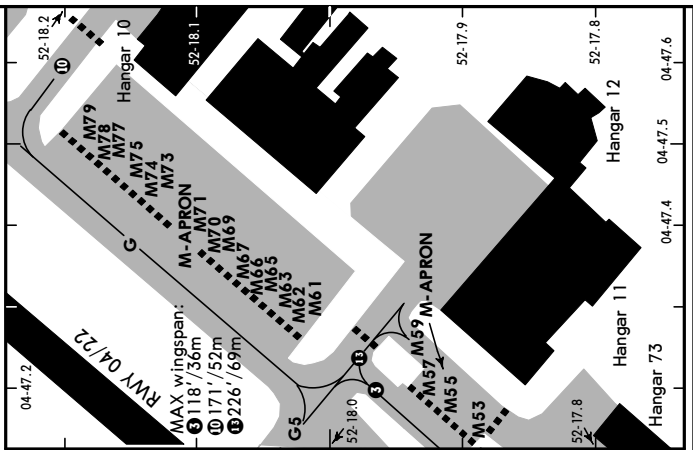 52-18.2
10
Hangar 10
52-18.1
52-17.9
52-17.8
04-47.6
04-47.5
04-47.4
Hangar 12
M79
M78
M77
M75
M74
M73
M-APRON
M71
M70
M69
M67
M66
M65
M63
M62
M61
G
04-47.2
RWY 04/22
MAX wingspan:
3 118'/36m
10 171'/52m
13 226'/69m
G5
52-18.0
13
3
M59
M-APRON
M57
M55
M53
Hangar 11
Hangar 73
52-17.8